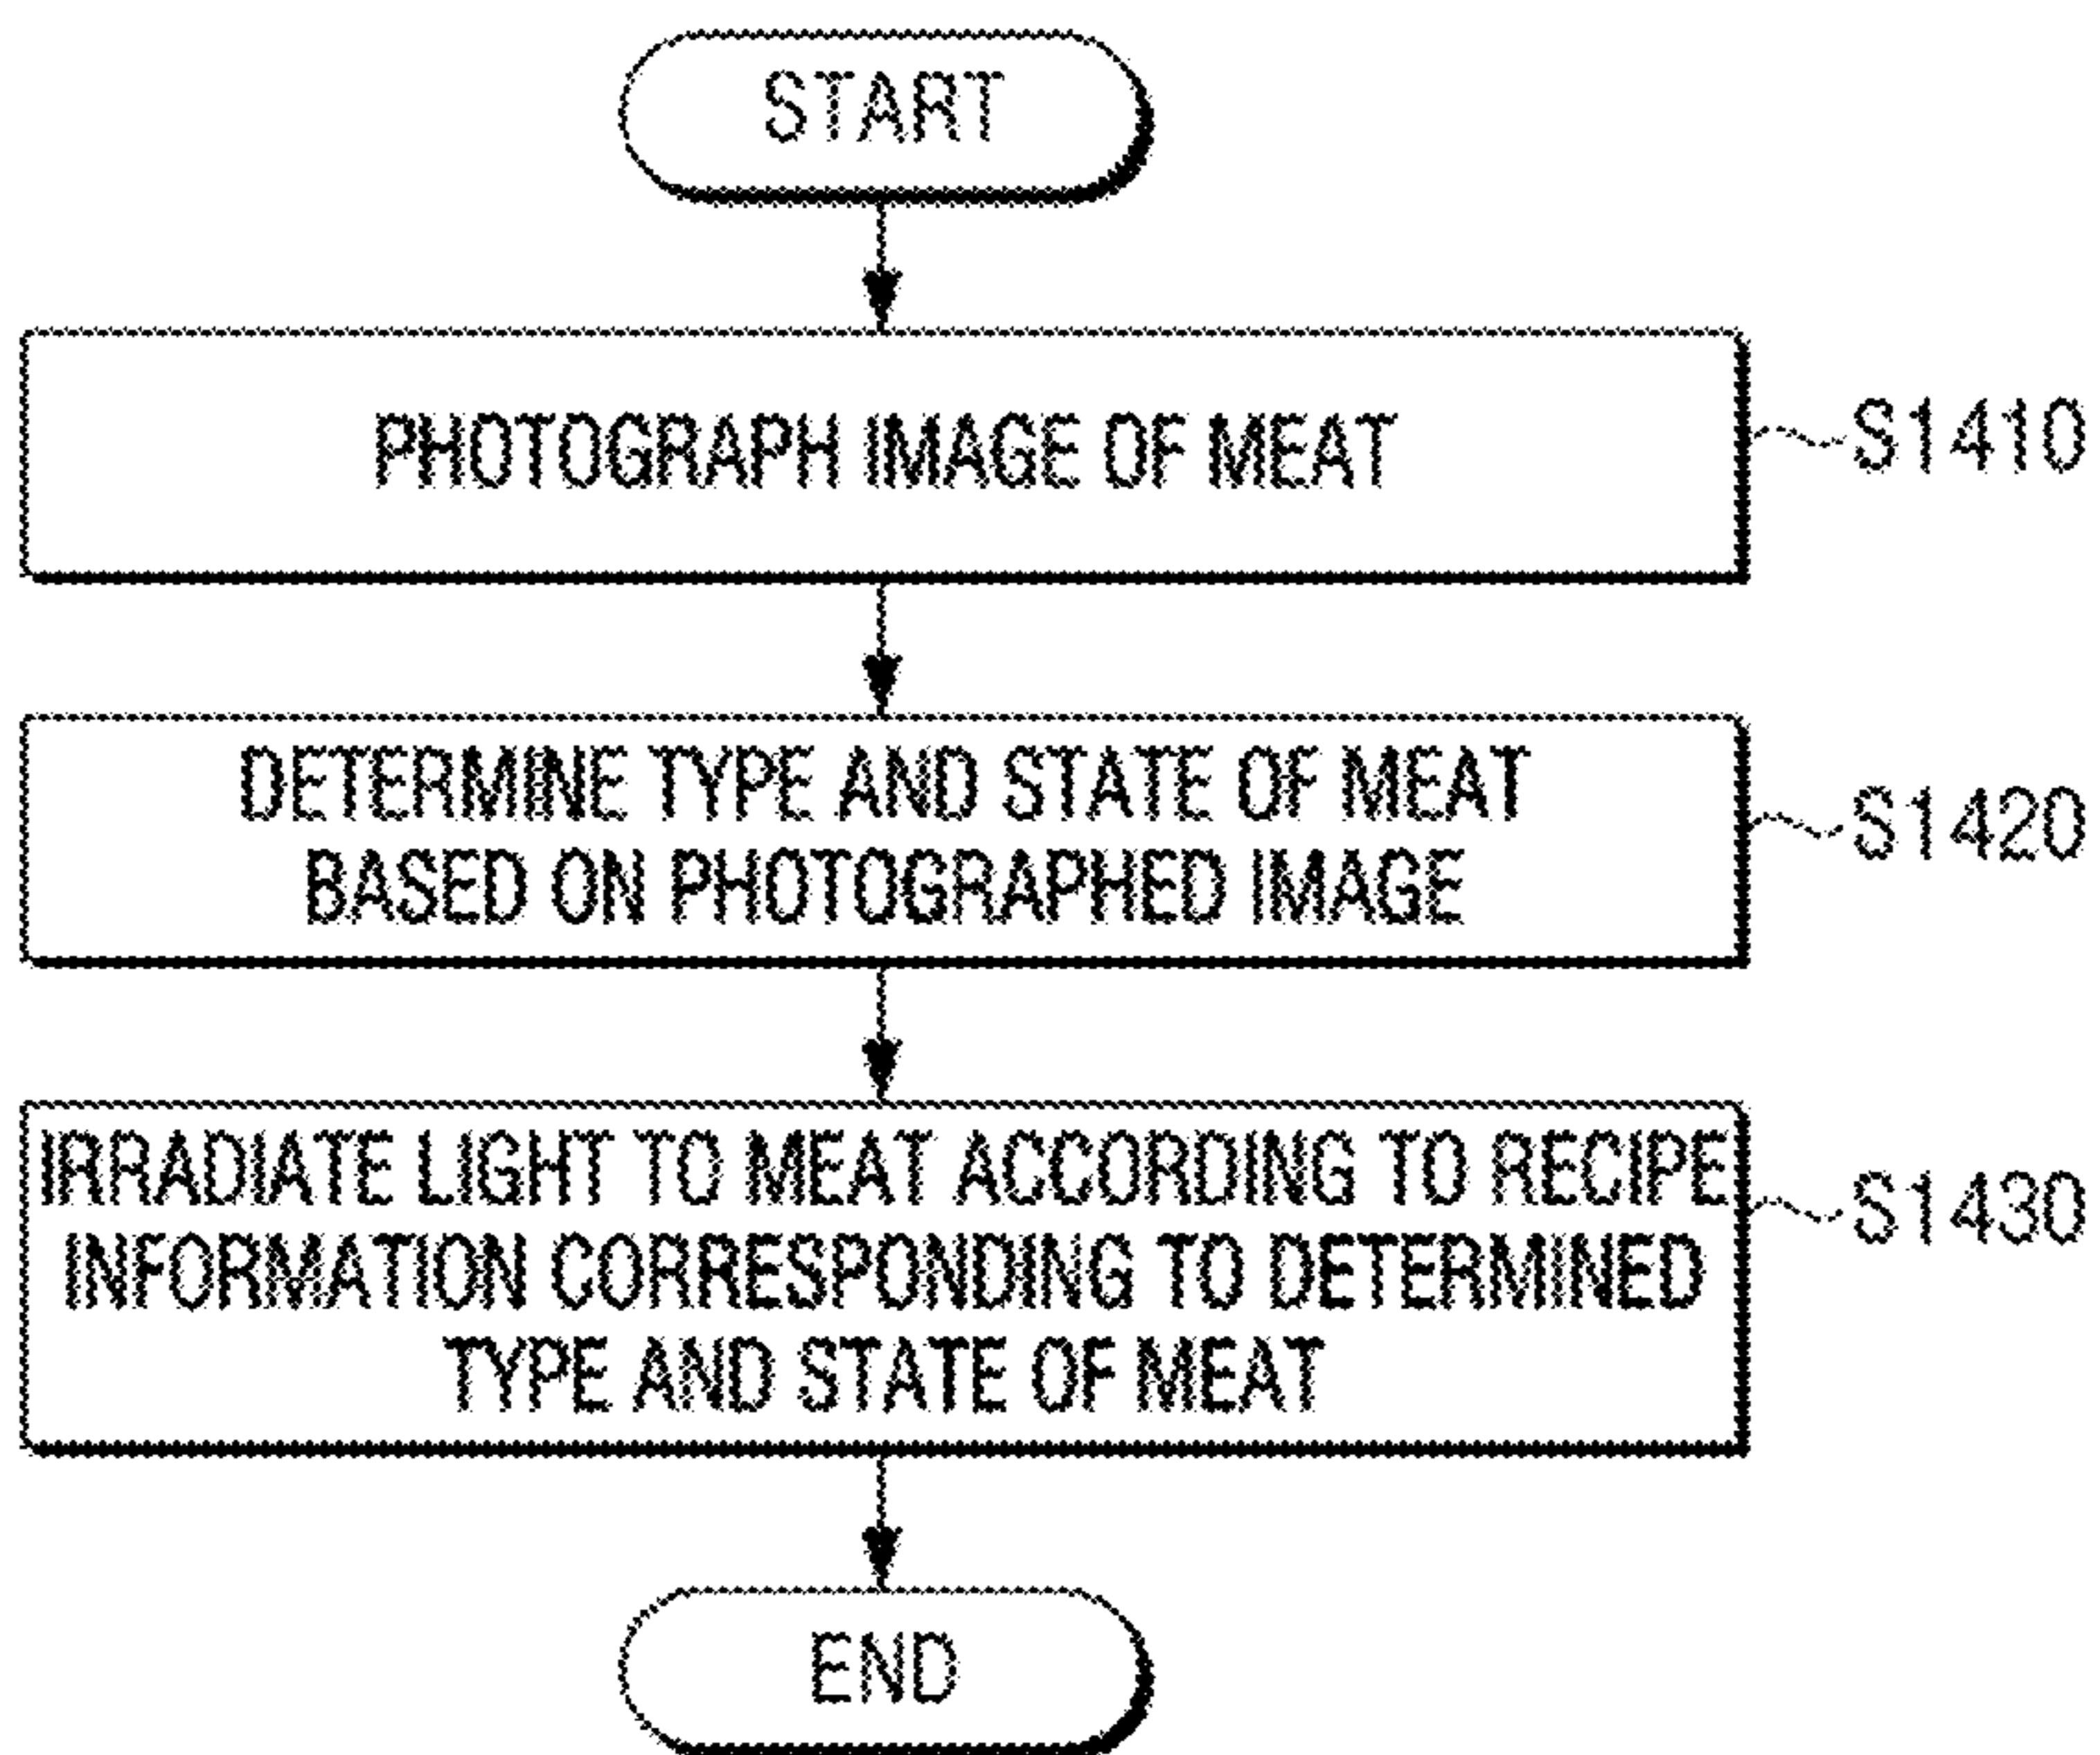 START
PHOTOGRAPH IMAGE OF MEAT
S1410
DETERMINE TYPE AND STATE OF MEAT
BASED ON PHOTOGRAPHED IMAGE
S1420
IRRADIATE LIGHT TO MEAT ACCORDING TO RECIPE
INFORMATION CORRESPONDING TO DETERMINED
TYPE AND STATE OF MEAT
S1430
END